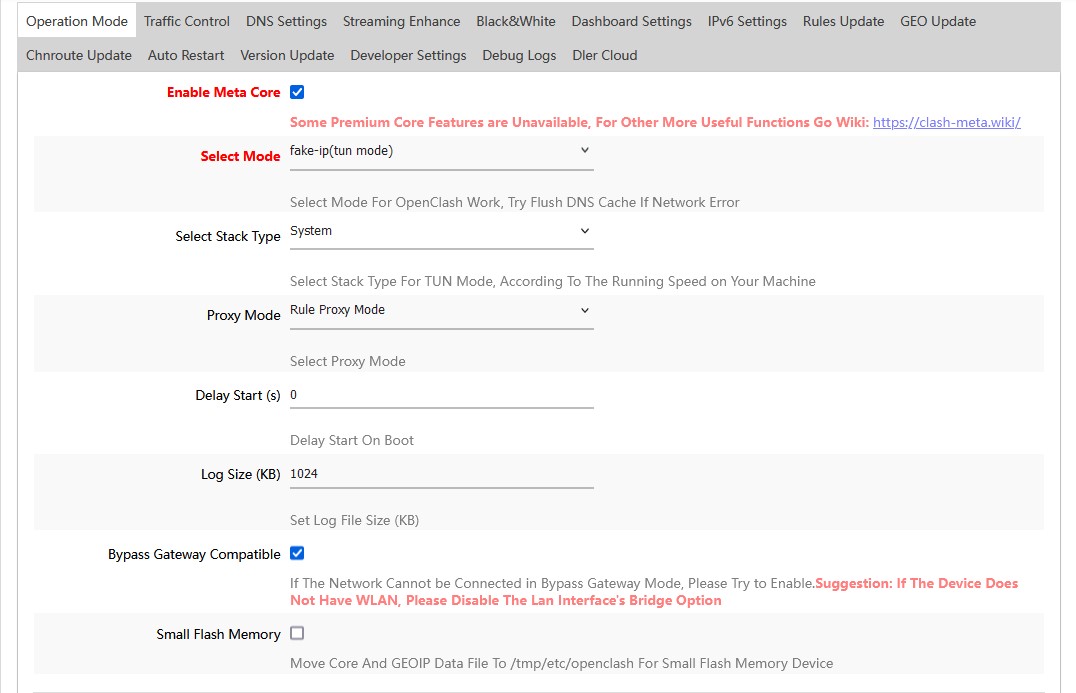 Operation Mode Traffic Control DNS Settings Streaming Enhance Black&White Dashboard Settings IPv6 Settings Rules Update GEO Update
Chnroute Update Auto Restart Version Update Developer Settings Debug Logs Dler Cloud
Enable Meta Core
Some Premium Core Features are Unavailable, For Other More Useful Functions Go Wiki: https://clash-meta.wiki/
Select Mode fake-ip(tun mode)
Select Mode For OpenClash Work, Try Flush DNS Cache If Network Error
Select Stack Type System
Select Stack Type For TUN Mode, According To The Running Speed on Your Machine
Proxy Mode Rule Proxy Mode
Select Proxy Mode
Delay Start (s) 0
Delay Start On Boot
Log Size (KB) 1024
Set Log File Size (KB)
Bypass Gateway Compatible
If The Network Cannot be Connected in Bypass Gateway Mode, Please Try to Enable.Suggestion: If The Device Does
Not Have WLAN, Please Disable The Lan Interface's Bridge Option
Small Flash Memory
Move Core And GEOIP Data File To /tmp/etc/openclash For Small Flash Memory Device